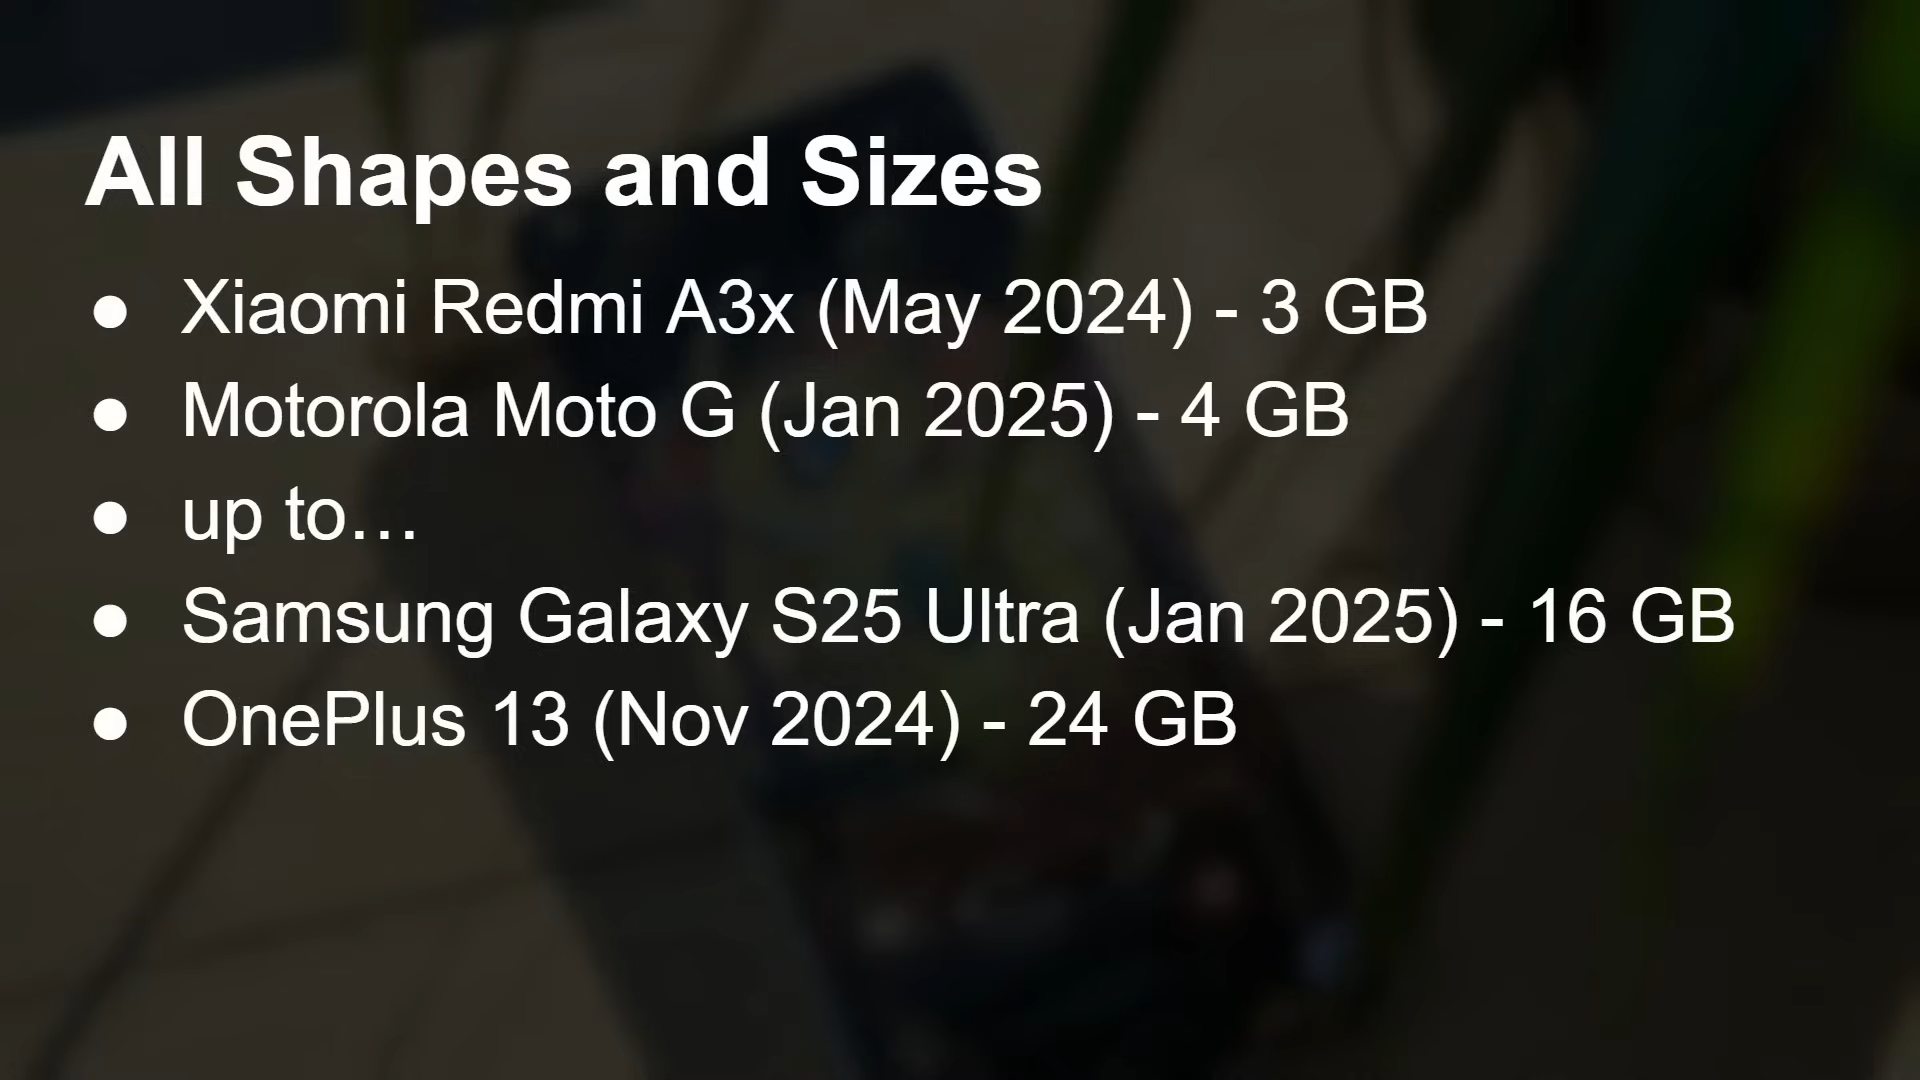 All Shapes and Sizes
● Xiaomi Redmi A3x (May 2024) - 3 GB
● Motorola Moto G (Jan 2025) - 4 GB
● up to…
● Samsung Galaxy S25 Ultra (Jan 2025) - 16 GB
● OnePlus 13 (Nov 2024) - 24 GB